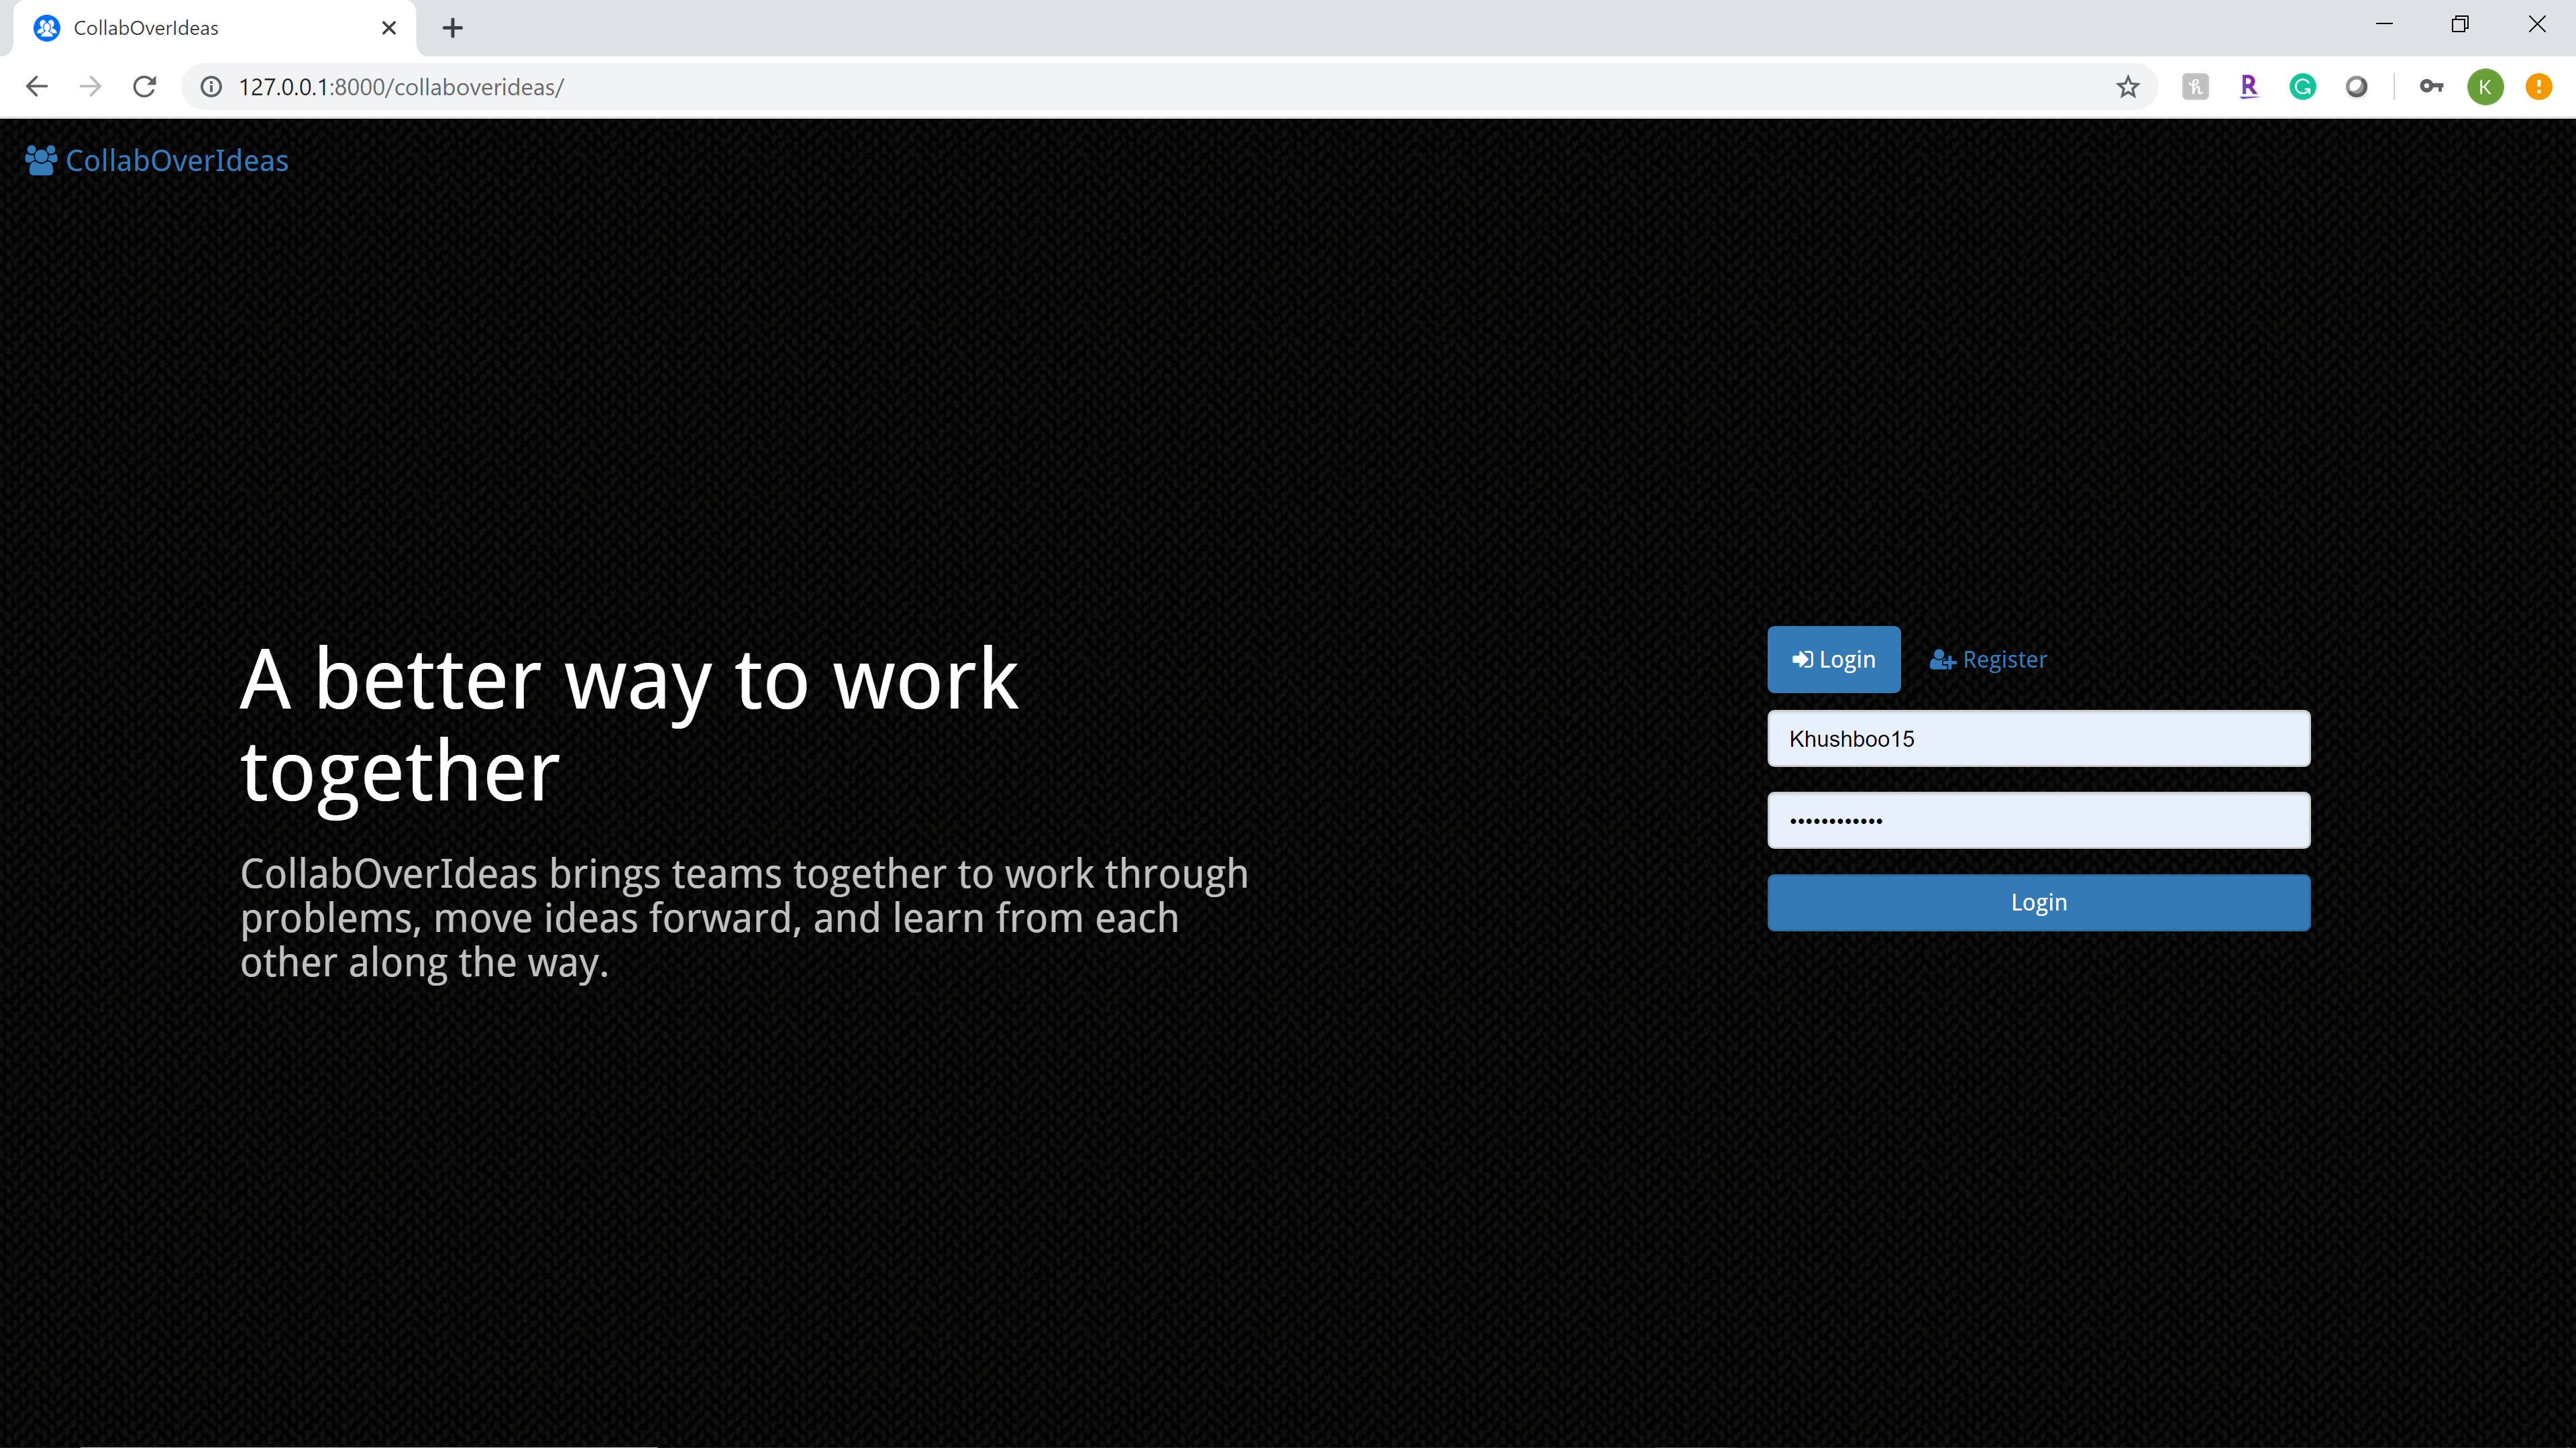 CollabOverIdeas
127.0.0.1:8000/collaboverideas/
K
CollabOverIdeas
A better way to work
together
CollabOverIdeas brings teams together to work through
problems, move ideas forward, and learn from each
other along the way.
Login Register
Khushboo15
••••••••••••
Login